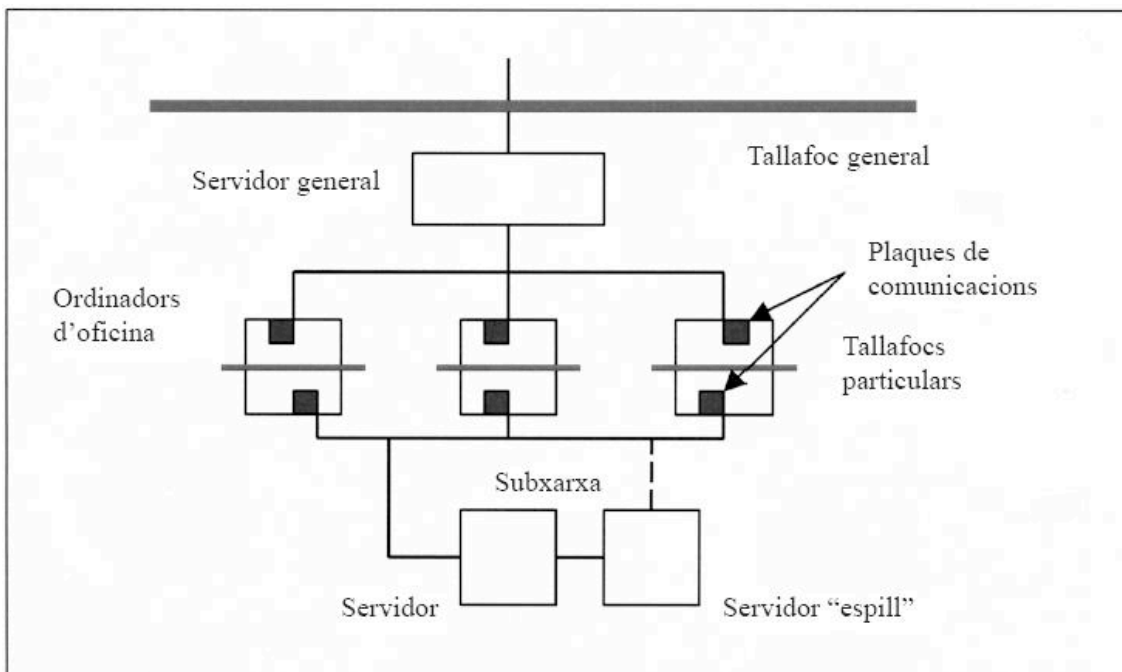 Tallafoc general
Servidor general
Plaques de
comunicacions
Ordinadors
d’oficina
Tallafocs
particulars
Subxarxa
Servidor
Servidor “espill”